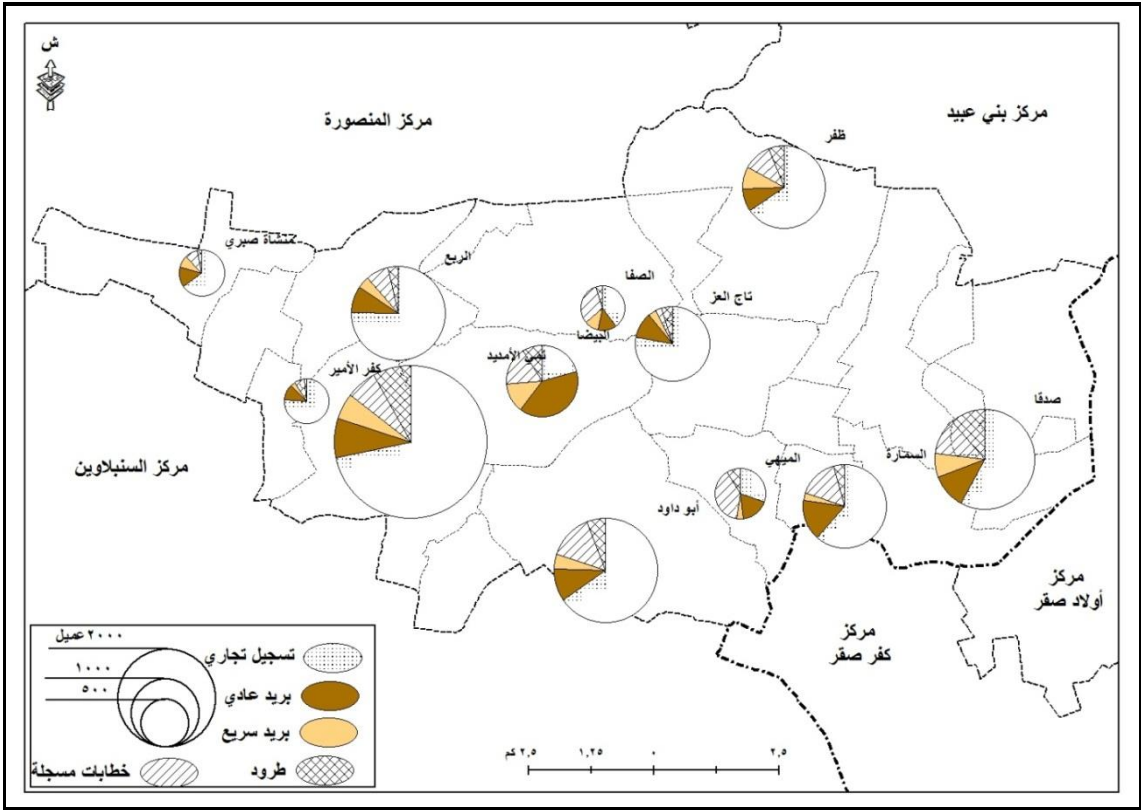 ش
مركز المنصورة
مركز بني عبيد
ظفر
منشاة صبري
الربع
الصفا
تاج العز
البيضا
تمي الأمديد
كفر الأمير
صدقا
مركز السنبلاوين
الميهي
السمارة
أبو داود
مركز
أولاد صقر
مركز
كفر صقر
٢٠٠٠ عميل
١٠٠٠
٥٠٠
تسجيل تجاري
بريد عادي
بريد سريع
طرود
خطابات مسجلة
٢,٥ كم
١,٢٥
٠
٢,٥